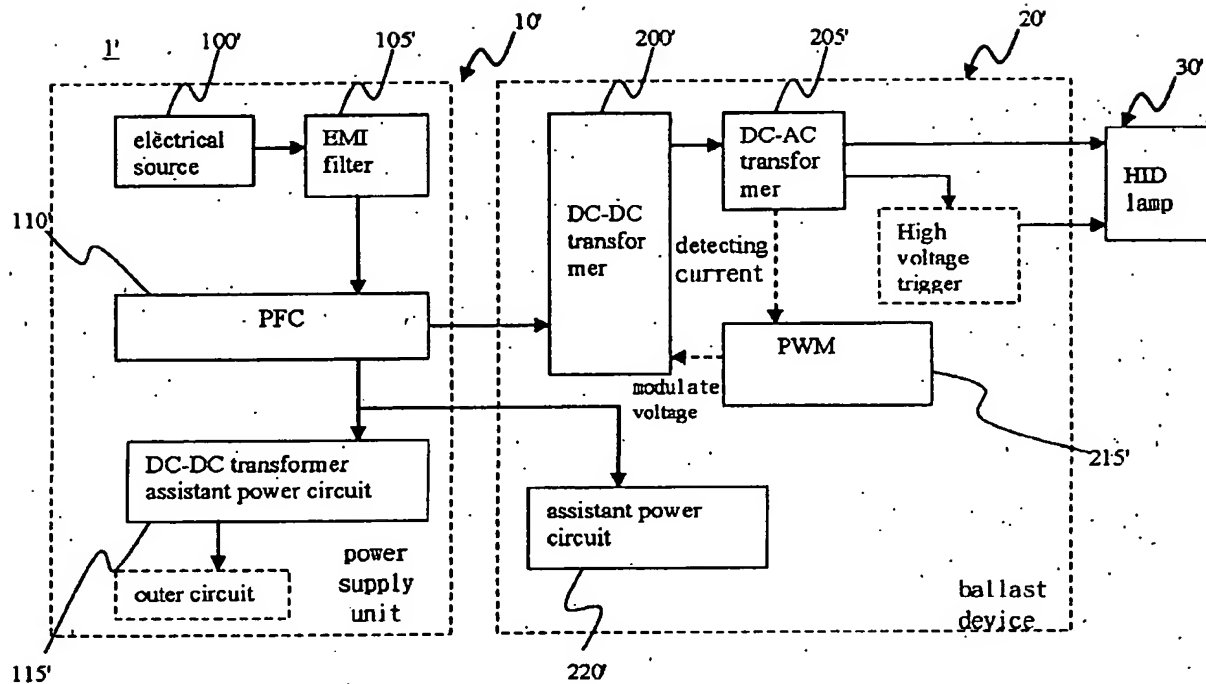 1'
100'
105'
10'
200'
205'
20'
30'
electrical
source
EMI
filter
DC-DC
transfor
mer
DC-AC
transfor
mer
HID
lamp
High
voltage
trigger
detecting
current
110'
PFC
PWM
modulate
voltage
215'
DC-DC transformer
assistant power circuit
assistant power
circuit
outer circuit
power
supply
unit
ballast
device
115'
220'